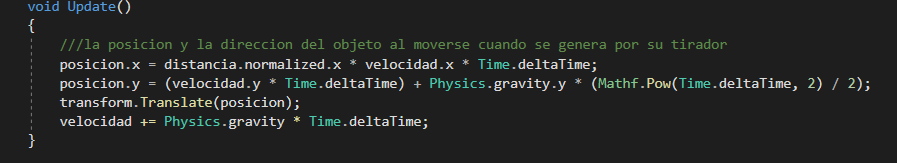 void Update()
{
///la posicion y la direccion del objeto al moverse cuando se genera por su tirador
posicion.x = distancia.normalized.x * velocidad.x * Time.deltaTime;
posicion.y = (velocidad.y * Time.deltaTime) + Physics.gravity.y * (Mathf.Pow(Time.deltaTime, 2) / 2);
transform.Translate(posicion);
velocidad += Physics.gravity * Time.deltaTime;
}